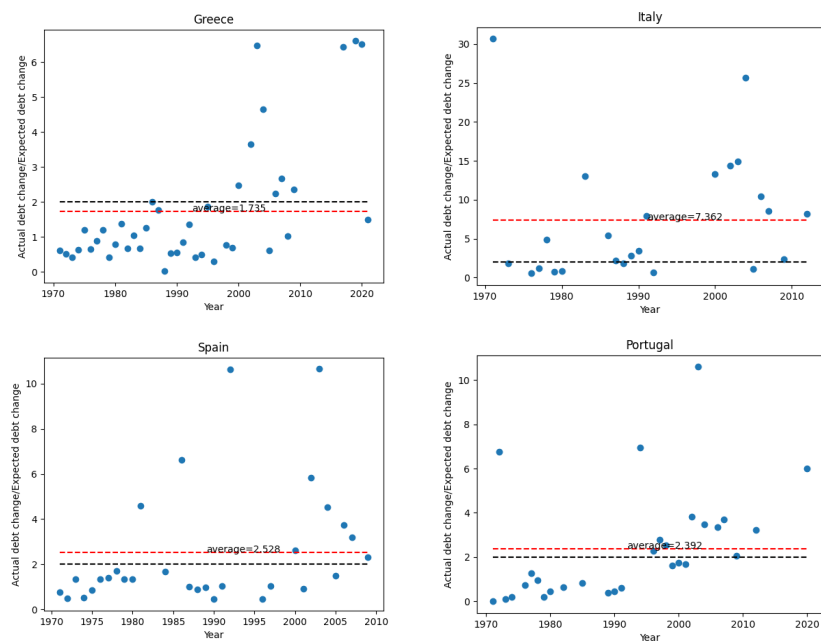 Greece
Actual debt change/Expected debt change
6
5
4
3
2
1
0
average=1.735
1970 1980 1990 2000 2010 2020
Year
Italy
Actual debt change/Expected debt change
30
25
20
15
10
5
0
average=7.362
1970 1980 1990 2000 2010
Year
Spain
Actual debt change/Expected debt change
10
8
6
4
2
0
average=2.528
1970 1975 1980 1985 1990 1995 2000 2005 2010
Year
Portugal
Actual debt change/Expected debt change
10
8
6
4
2
0
average=2.392
1970 1980 1990 2000 2010 2020
Year